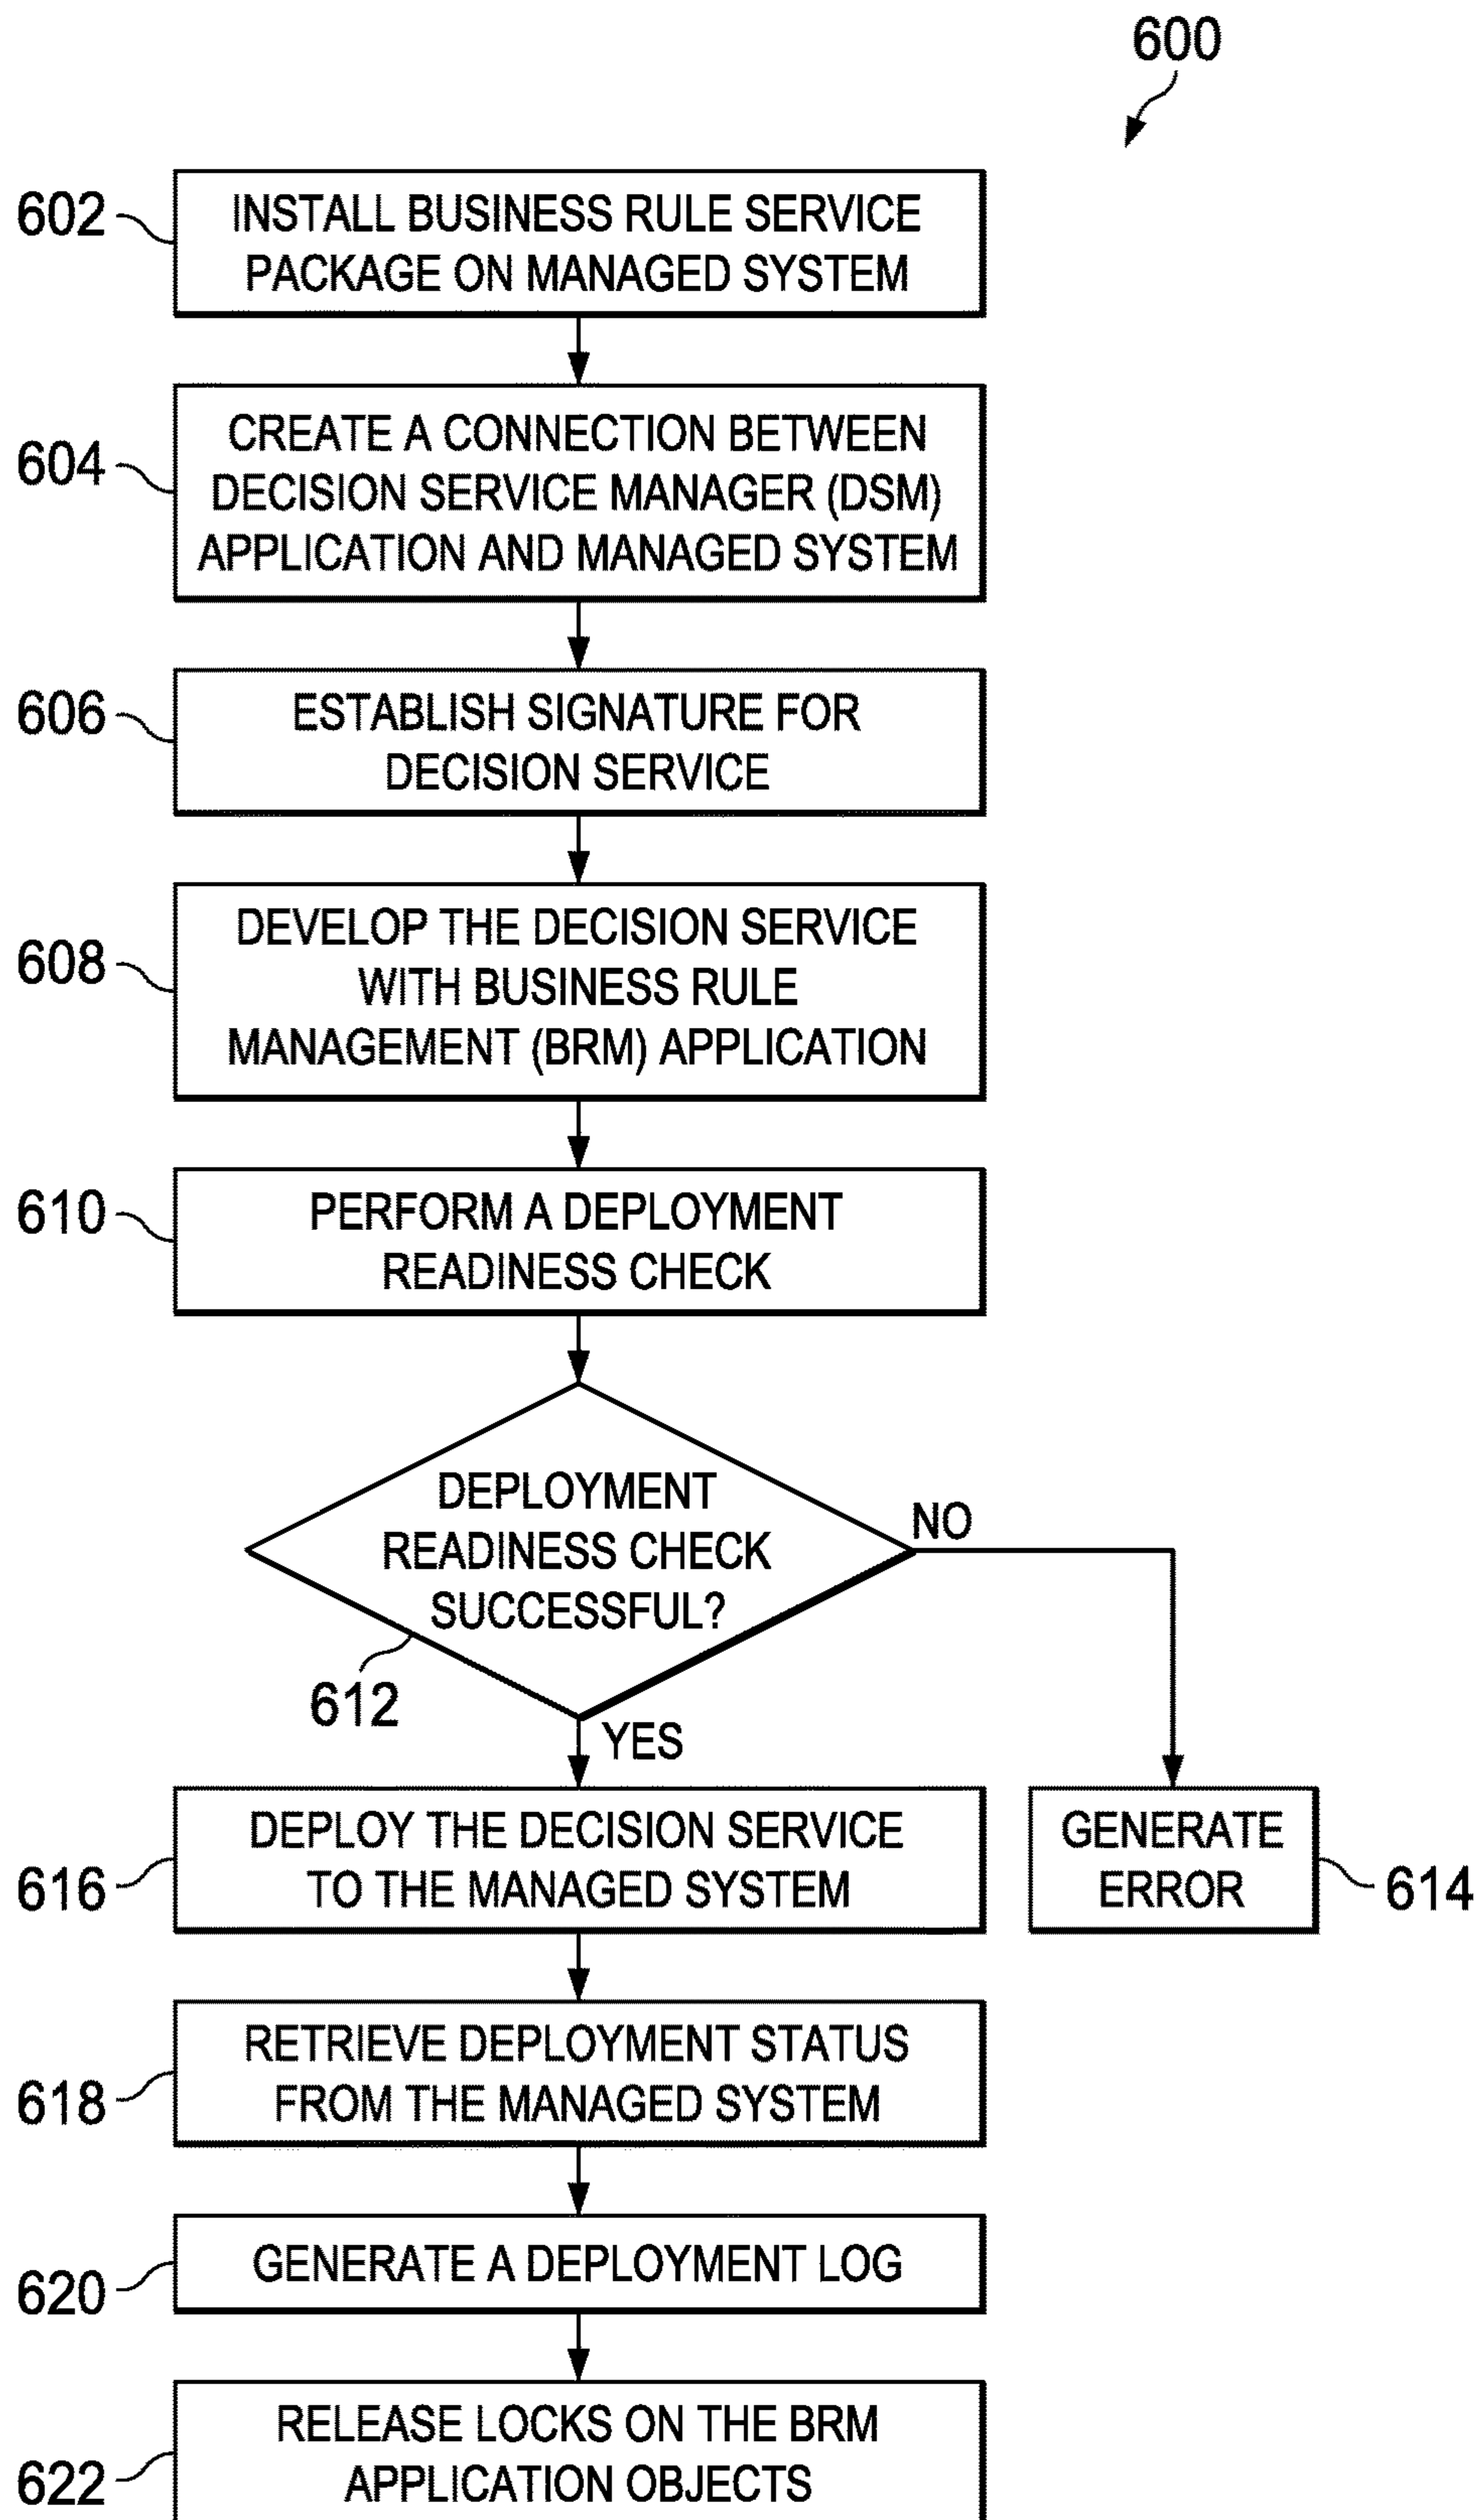 600
602
INSTALL BUSINESS RULE SERVICE
PACKAGE ON MANAGED SYSTEM
604
CREATE A CONNECTION BETWEEN
DECISION SERVICE MANAGER (DSM)
APPLICATION AND MANAGED SYSTEM
606
ESTABLISH SIGNATURE FOR
DECISION SERVICE
608
DEVELOP THE DECISION SERVICE
WITH BUSINESS RULE
MANAGEMENT (BRM) APPLICATION
610
PERFORM A DEPLOYMENT
READINESS CHECK
DEPLOYMENT
READINESS CHECK
SUCCESSFUL?
NO
612
YES
616
DEPLOY THE DECISION SERVICE
TO THE MANAGED SYSTEM
GENERATE
ERROR
614
618
RETRIEVE DEPLOYMENT STATUS
FROM THE MANAGED SYSTEM
620
GENERATE A DEPLOYMENT LOG
622
RELEASE LOCKS ON THE BRM
APPLICATION OBJECTS